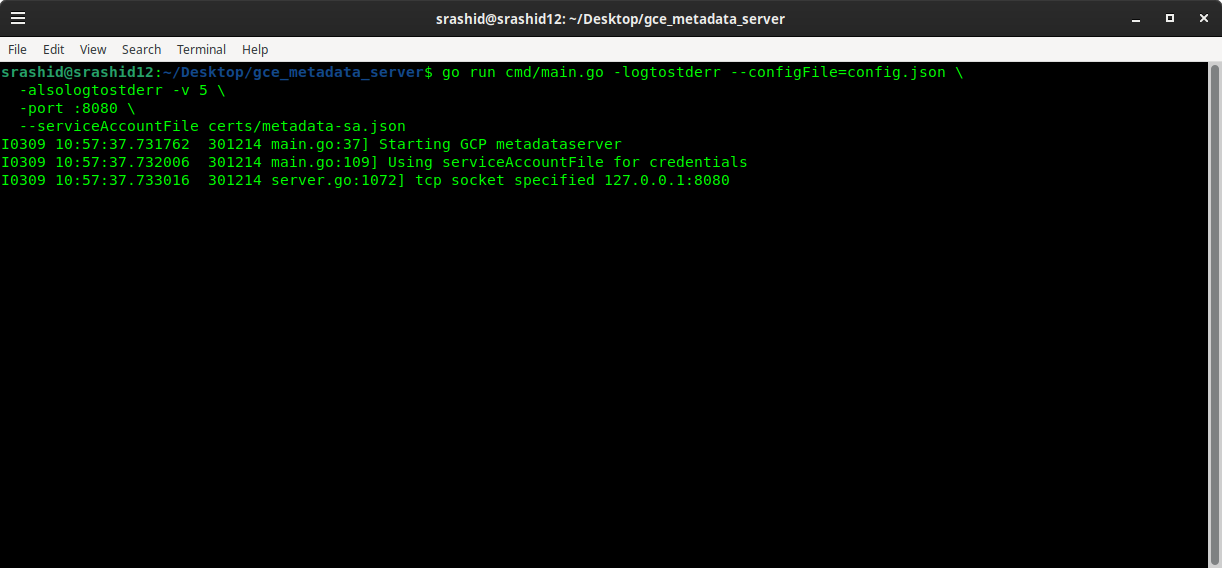 srashid@srashid12: ~/Desktop/gce_metadata_server
File Edit View Search Terminal Help
srashid@srashid12:~/Desktop/gce_metadata_server$ go run cmd/main.go -logtostderr --configFile=config.json \
  -alsologtostderr -v 5 \
  -port :8080 \
  --serviceAccountFile certs/metadata-sa.json
I0309 10:57:37.731762  301214 main.go:37] Starting GCP metadataserver
I0309 10:57:37.732006  301214 main.go:109] Using serviceAccountFile for credentials
I0309 10:57:37.733016  301214 server.go:1072] tcp socket specified 127.0.0.1:8080